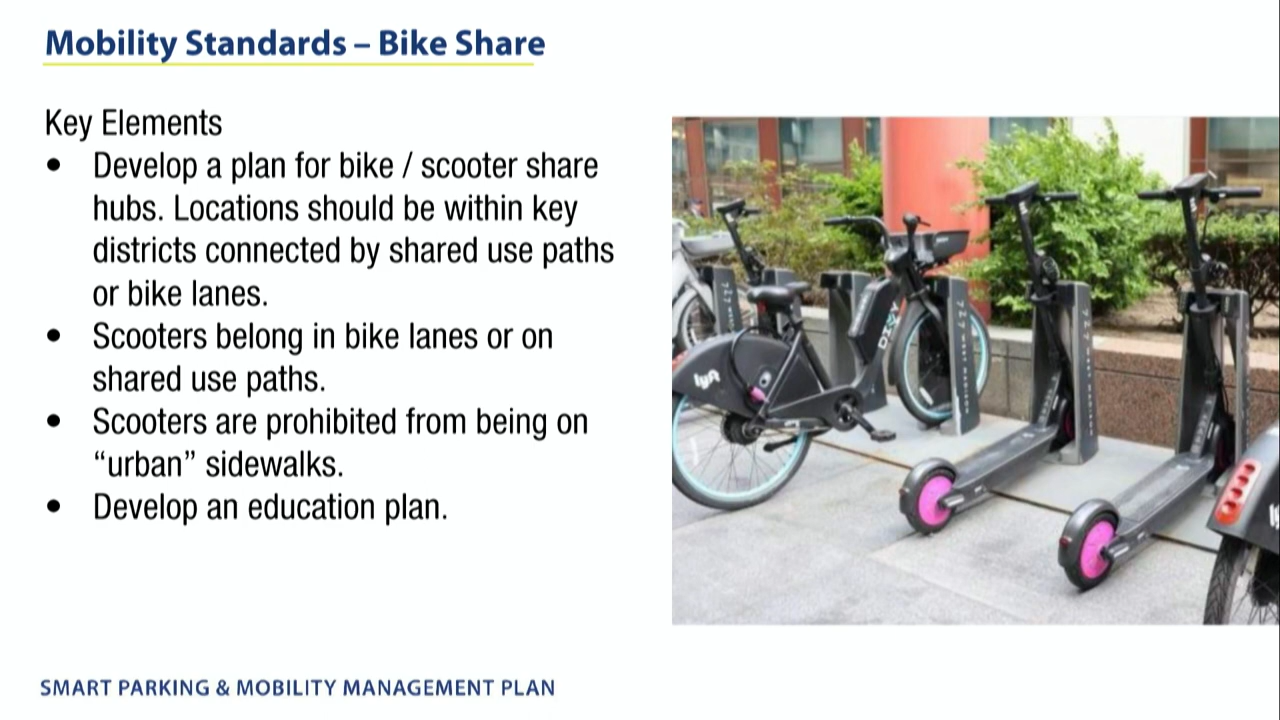 Mobility Standards – Bike Share
Key Elements
• Develop a plan for bike / scooter share
hubs. Locations should be within key
districts connected by shared use paths
or bike lanes.
• Scooters belong in bike lanes or on
shared use paths.
• Scooters are prohibited from being on
“urban” sidewalks.
• Develop an education plan.
lyft
DIVVY
SMART PARKING & MOBILITY MANAGEMENT PLAN